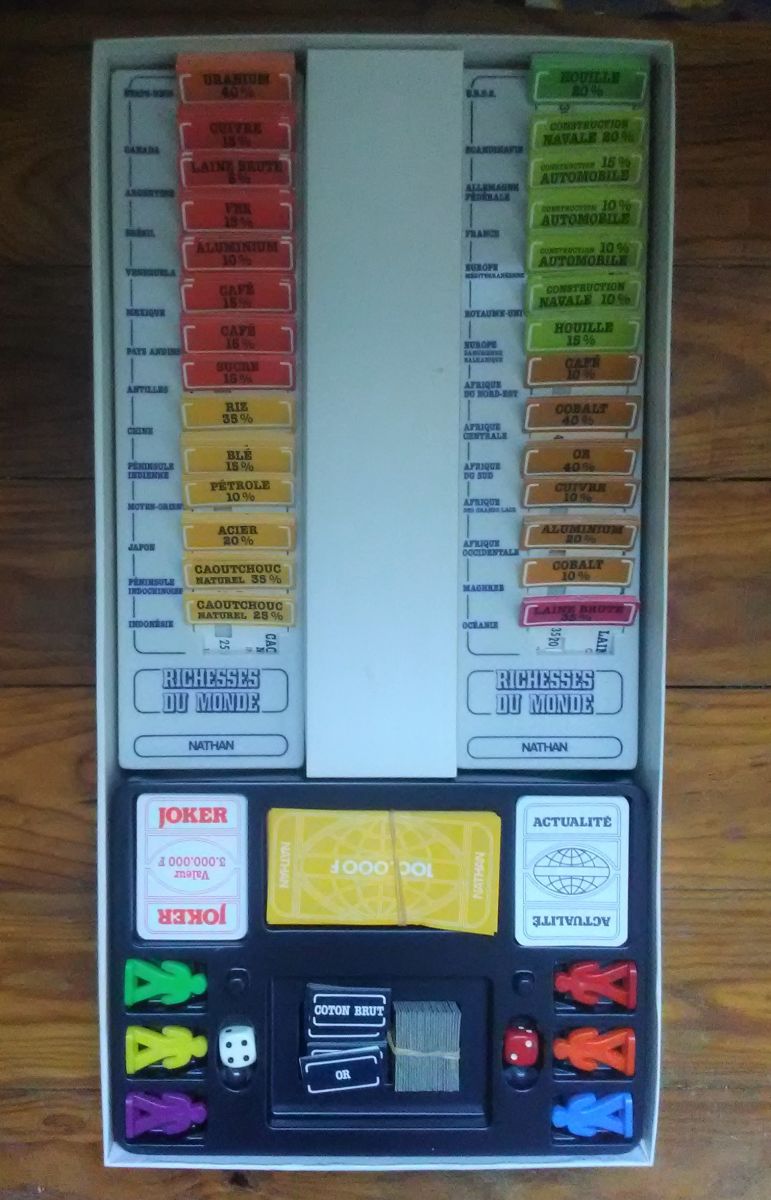 URANIUM
40%
ÉTATS-UNIS
CUIVRE
15%
CANADA
LAINE BRUTE
5%
ARGENTINE
FER
15%
BRÉSIL
ALUMINIUM
10%
VENEZUELA
CAFÉ
15%
MEXIQUE
CAFÉ
15%
PAYS ANDINS
SUCRE
15%
ANTILLES
RIZ
35%
CHINE
BLÉ
15%
PÉNINSULE
INDIENNE
PÉTROLE
10%
MOYEN-ORIENT
ACIER
20%
JAPON
CAOUTCHOUC
NATUREL 35%
PÉNINSULE
INDOCHINOISE
CAOUTCHOUC
NATUREL 25%
INDONÉSIE
25
RICHESSES
DU MONDE
NATHAN
HOUILLE
20%
U.R.S.S.
CONSTRUCTION
NAVALE 20%
SCANDINAVIE
CONSTRUCTION 15%
AUTOMOBILE
ALLEMAGNE
FÉDÉRALE
CONSTRUCTION 10%
AUTOMOBILE
FRANCE
CONSTRUCTION 10%
AUTOMOBILE
EUROPE
MÉDITERRANÉENNE
CONSTRUCTION
NAVALE 10%
ROYAUME-UNI
HOUILLE
15%
EUROPE
DANUBIENNE
BALKANIQUE
CAFÉ
10%
AFRIQUE
DU NORD-EST
COBALT
40%
AFRIQUE
CENTRALE
OR
40%
AFRIQUE
DU SUD
CUIVRE
10%
AFRIQUE
DES GRANDS LACS
ALUMINIUM
20%
AFRIQUE
OCCIDENTALE
COBALT
10%
MAGHREB
LAINE BRUTE
35%
OCÉANIE
LAIN
RICHESSES
DU MONDE
NATHAN
JOKER
Valeur
3.000.000 F
JOKER
NATHAN
100.000 F
NATHAN
ACTUALITÉ
ACTUALITÉ
COTON BRUT
OR